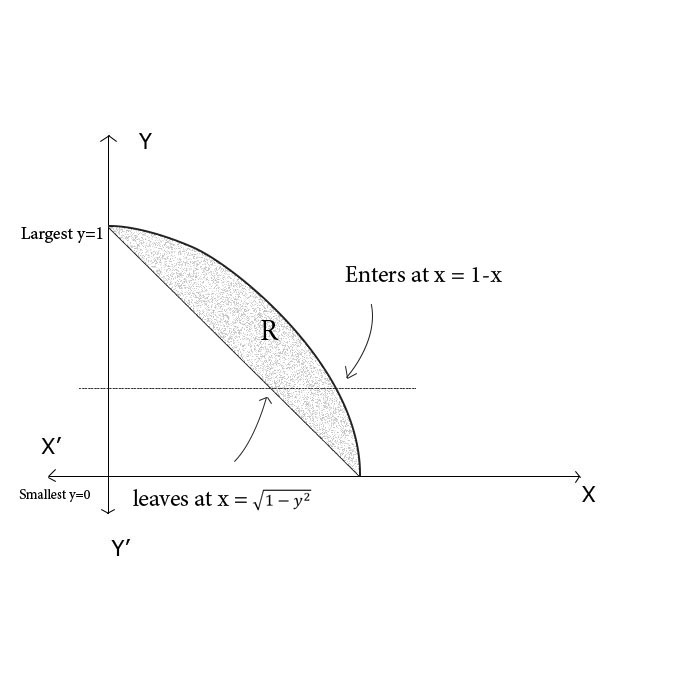 Y
Largest y=1
Enters at x = 1-x
R
X′
Smallest y=0
leaves at x = √1 − y²
X
Y′